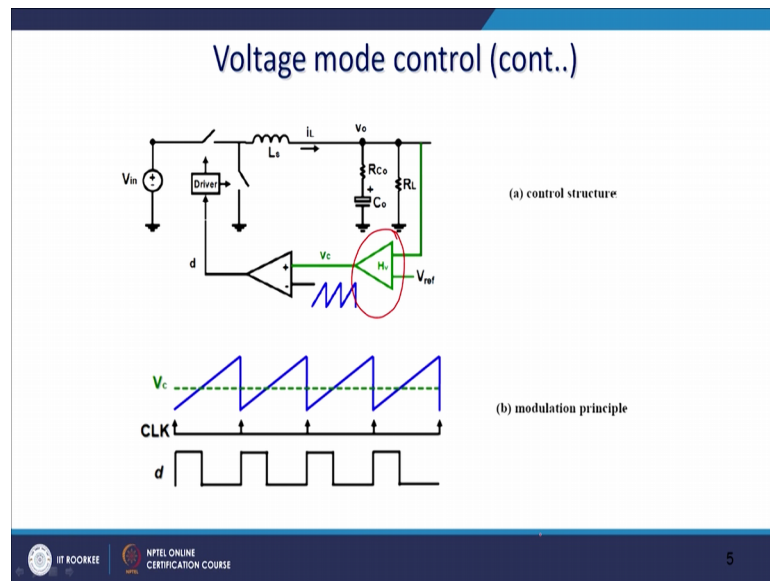 Voltage mode control (cont..)
Vin
Driver
Ls
iL
Vo
Rco
+
Co
RL
(a) control structure
d
+
-
Vc
Hv
Vref
Vc
(b) modulation principle
CLK
d
IIT ROORKEE
NPTEL ONLINE
CERTIFICATION COURSE
5